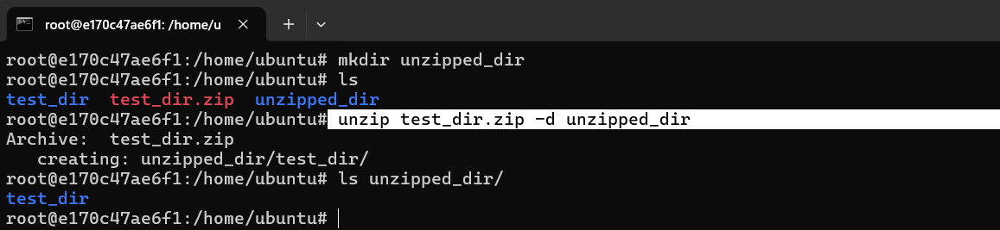 root@e170c47ae6f1: /home/u
root@e170c47ae6f1:/home/ubuntu# mkdir unzipped_dir
root@e170c47ae6f1:/home/ubuntu# ls
test_dir  test_dir.zip  unzipped_dir
root@e170c47ae6f1:/home/ubuntu# unzip test_dir.zip -d unzipped_dir
Archive:  test_dir.zip
   creating: unzipped_dir/test_dir/
root@e170c47ae6f1:/home/ubuntu# ls unzipped_dir/
test_dir
root@e170c47ae6f1:/home/ubuntu#